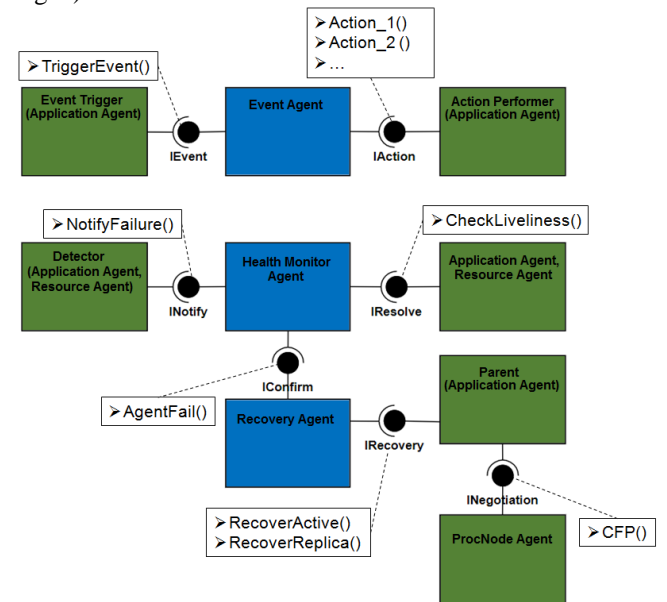 ➢ Action_1()
➢ Action_2 ()
➢ ...
➢ TriggerEvent()
Event Trigger
(Application Agent)
Event Agent
Action Performer
(Application Agent)
IEvent
IAction
➢ NotifyFailure()
➢ CheckLiveliness()
Detector
(Application Agent,
Resource Agent)
Health Monitor
Agent
Application Agent,
Resource Agent
INotify
IResolve
IConfirm
Parent
(Application Agent)
➢ AgentFail()
Recovery Agent
IRecovery
INegotiation
➢ RecoverActive()
➢ RecoverReplica()
ProcNode Agent
➢ CFP()